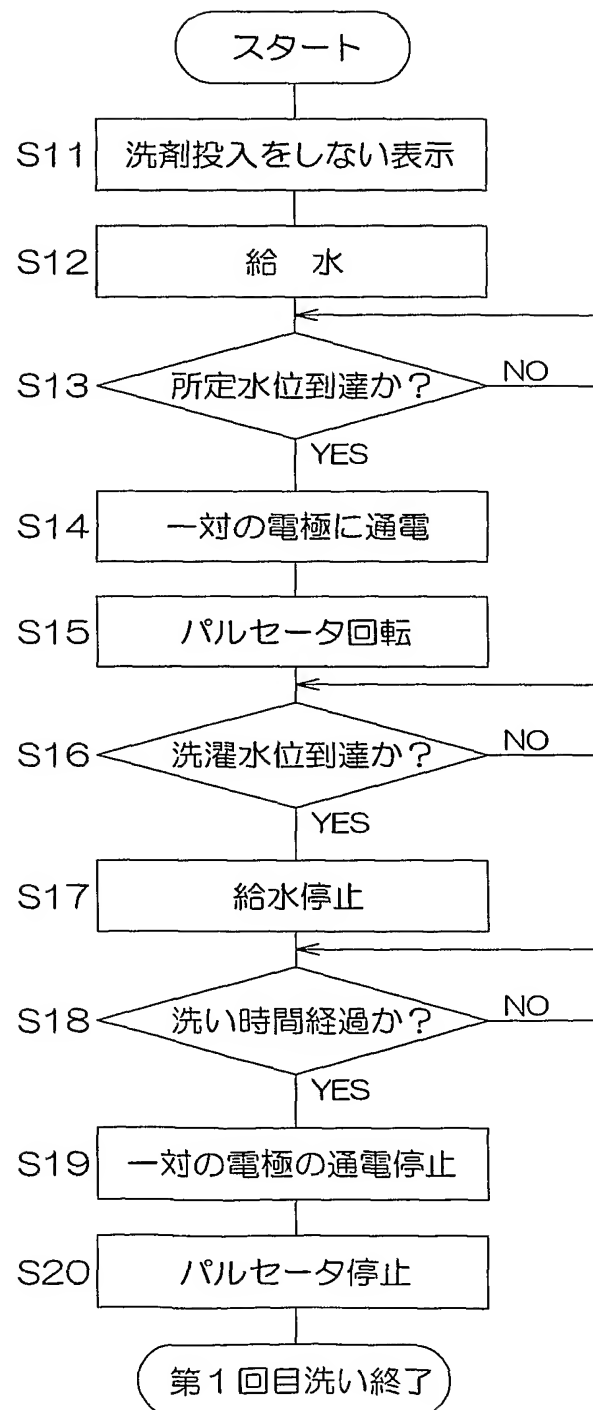 スタート
S11 洗剤投入をしない表示
S12 給 水
S13 所定水位到達か? NO
YES
S14 一対の電極に通電
S15 パルセータ回転
S16 洗濯水位到達か? NO
YES
S17 給水停止
S18 洗い時間経過か? NO
YES
S19 一対の電極の通電停止
S20 パルセータ停止
第1回目洗い終了